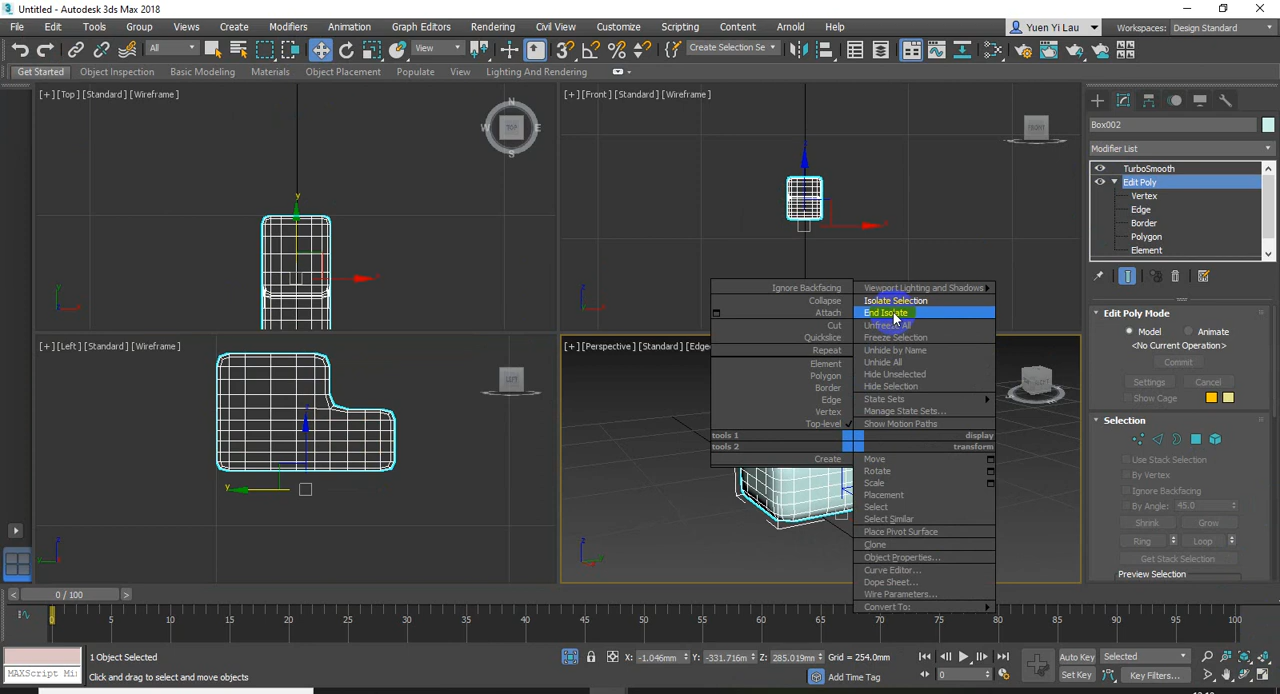 Untitled - Autodesk 3ds Max 2018
File Edit Tools Group Views Create Modifiers Animation Graph Editors Rendering Civil View Customize Scripting Content Arnold Help
Yuen Yi Lau Workspaces: Design Standard
All View Create Selection Se
Get Started Object Inspection Basic Modeling Materials Object Placement Populate View Lighting And Rendering
[+] [Top] [Standard] [Wireframe]
[+] [Front] [Standard] [Wireframe]
N
W TOP E
S
FRONT
Box002
Modifier List
TurboSmooth
Edit Poly
Vertex
Edge
Border
Polygon
Element
Ignore Backfacing
Collapse
Attach
Cut
Quickslice
Repeat
Element
Polygon
Border
Edge
Vertex
Top-level
tools 1
tools 2
Create
Viewport Lighting and Shadows
Isolate Selection
End Isolate
Unfreeze All
Freeze Selection
Unhide by Name
Unhide All
Hide Unselected
Hide Selection
State Sets
Manage State Sets...
Show Motion Paths
display
transform
Move
Rotate
Scale
Placement
Select
Select Similar
Place Pivot Surface
Clone
Object Properties...
Curve Editor...
Dope Sheet...
Wire Parameters...
Convert To:
[+] [Left] [Standard] [Wireframe]
LEFT
[+] [Perspective] [Standard] [Edge
Edit Poly Mode
Model Animate
<No Current Operation>
Commit
Settings Cancel
Show Cage
Selection
Use Stack Selection
By Vertex
Ignore Backfacing
By Angle: 45.0
Shrink Grow
Ring Loop
Get Stack Selection
Preview Selection
0 / 100
0 5 10 15 20 25 30 35 40 45 50 55 60 65 70 75 80 85 90 95 100
1 Object Selected
X: -1.046mm Y: -331.716mm Z: 285.019mm Grid = 254.0mm
Auto Key Selected
MAXScript Mi
Click and drag to select and move objects
Add Time Tag
0
Set Key Key Filters...